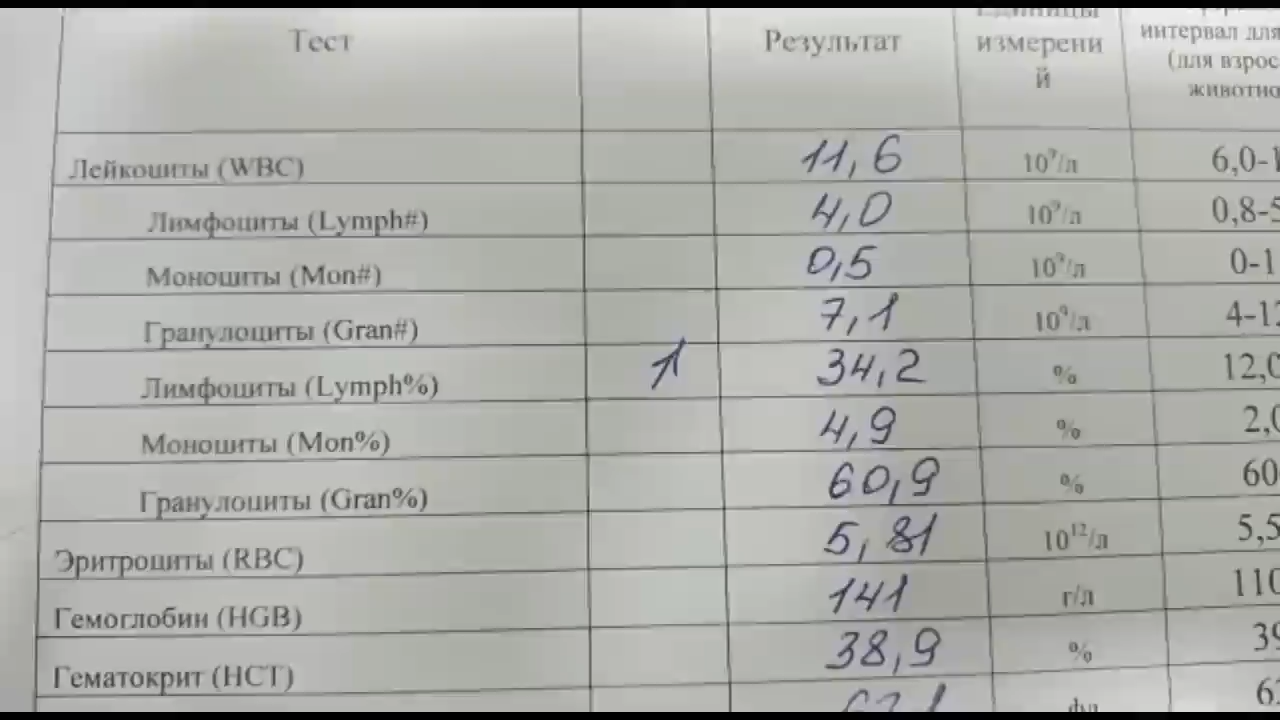 Тест Результат Единицы измерени й интервал для (для взрос животно
Лейкоциты (WBC) 11,6 10⁹/л 6,0-1
Лимфоциты (Lymph#) 4,0 10⁹/л 0,8-5
Моноциты (Mon#) 0,5 10⁹/л 0-1
Гранулоциты (Gran#) 7,1 10⁹/л 4-12
Лимфоциты (Lymph%) ↑ 34,2 % 12,0
Моноциты (Mon%) 4,9 % 2,0
Гранулоциты (Gran%) 60,9 % 60
Эритроциты (RBC) 5,81 10¹²/л 5,5
Гемоглобин (HGB) 141 г/л 110
Гематокрит (HCT) 38,9 % 39
67,1 фл